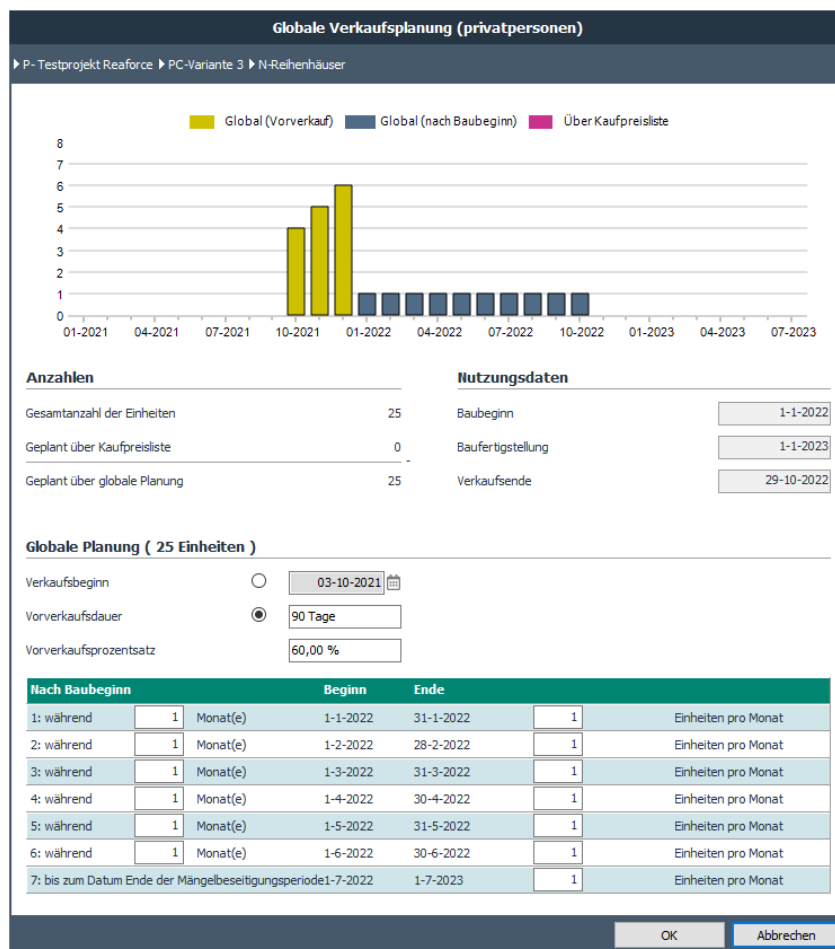 Globale Verkaufsplanung (privatpersonen)
P- Testprojekt Reaforce PC-Variante 3 N-Reihenhäuser
Global (Vorverkauf) Global (nach Baubeginn) Über Kaufpreisliste
8
7
6
5
4
3
2
1
0
01-2021 04-2021 07-2021 10-2021 01-2022 04-2022 07-2022 10-2022 01-2023 04-2023 07-2023
Anzahlen Nutzungsdaten
Gesamtanzahl der Einheiten 25 Baubeginn 1-1-2022
Geplant über Kaufpreisliste 0 Baufertigstellung 1-1-2023
-
Geplant über globale Planung 25 Verkaufsende 29-10-2022
Globale Planung ( 25 Einheiten )
Verkaufsbeginn 03-10-2021
Vorverkaufsdauer 90 Tage
Vorverkaufsprozentsatz 60,00 %
Nach Baubeginn Beginn Ende
1: während 1 Monat(e) 1-1-2022 31-1-2022 1 Einheiten pro Monat
2: während 1 Monat(e) 1-2-2022 28-2-2022 1 Einheiten pro Monat
3: während 1 Monat(e) 1-3-2022 31-3-2022 1 Einheiten pro Monat
4: während 1 Monat(e) 1-4-2022 30-4-2022 1 Einheiten pro Monat
5: während 1 Monat(e) 1-5-2022 31-5-2022 1 Einheiten pro Monat
6: während 1 Monat(e) 1-6-2022 30-6-2022 1 Einheiten pro Monat
7: bis zum Datum Ende der Mängelbeseitigungsperiode1-7-2022 1-7-2023 1 Einheiten pro Monat
OK Abbrechen